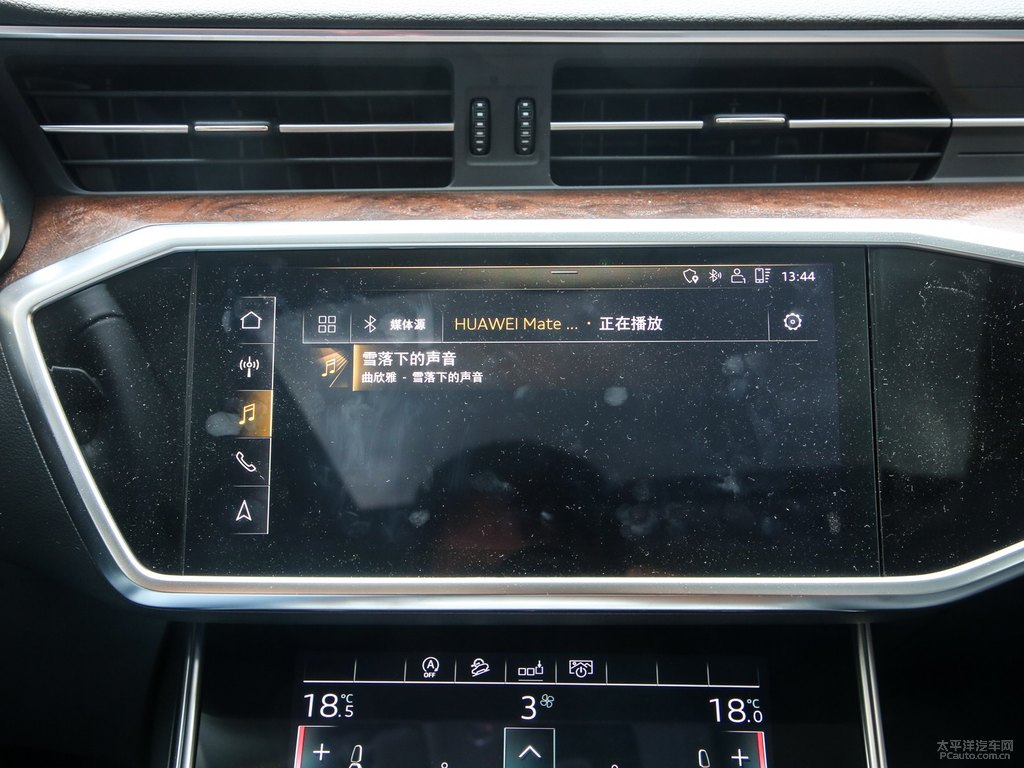 13:44
媒体源 HUAWEI Mate ... · 正在播放
雪落下的声音
曲欣雅 - 雪落下的声音
A
OFF
18.5°C 3 18.0°C
太平洋汽车网
PCauto.com.cn